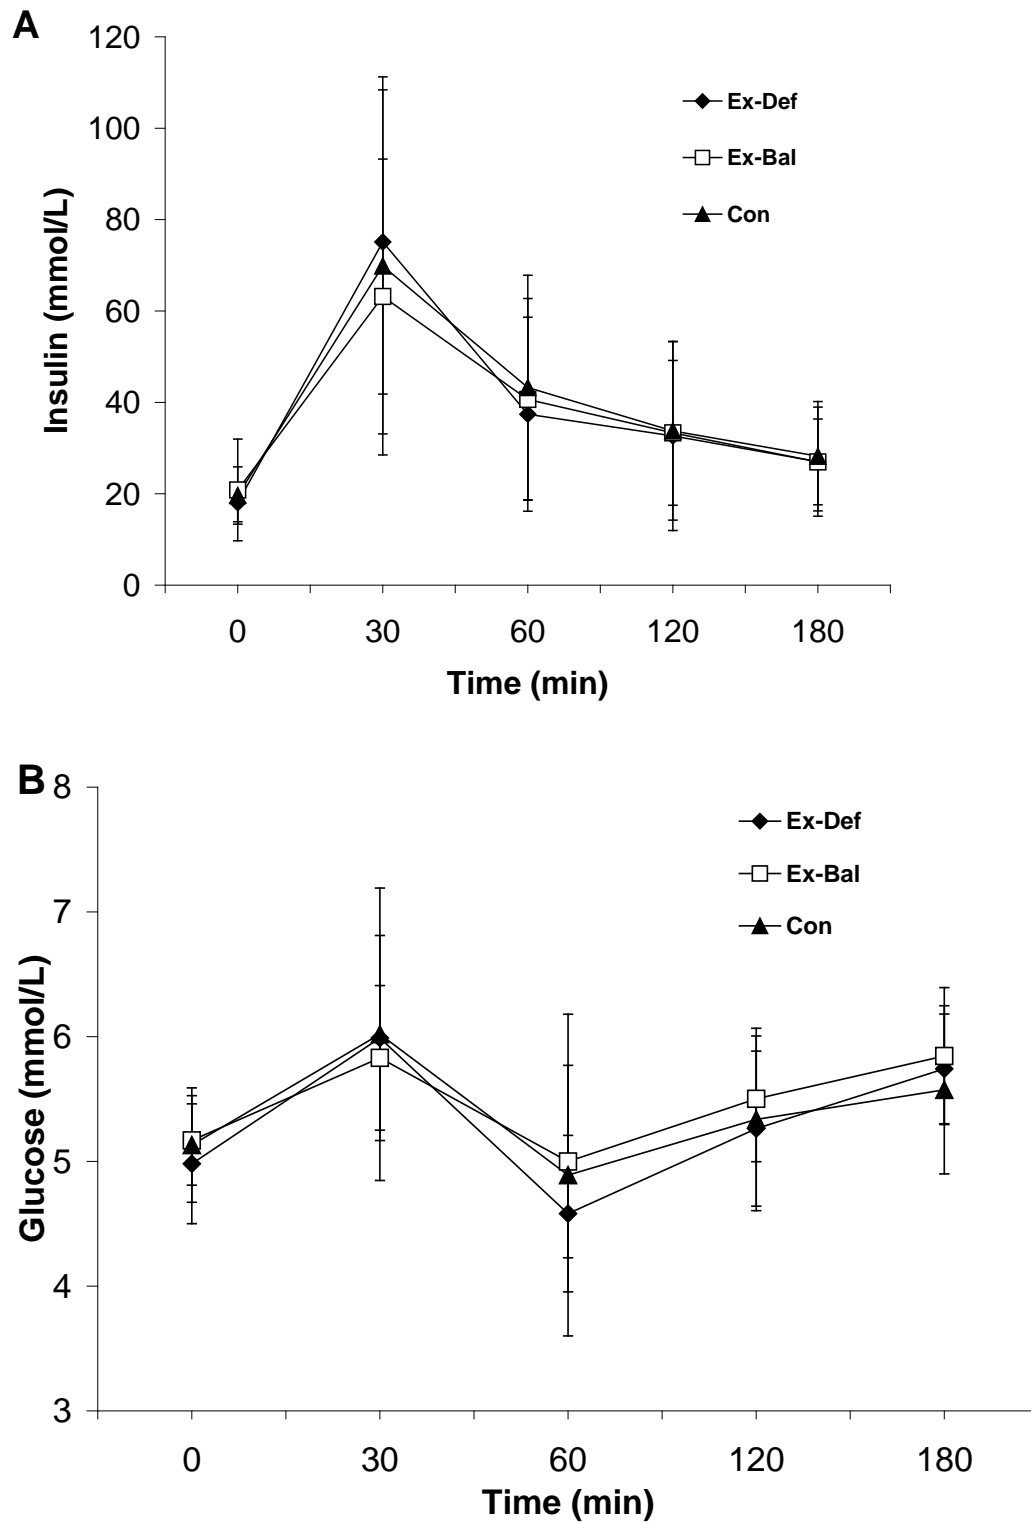 A
120
100
80
60
40
20
0
Insulin (mmol/L)
Ex-Def
Ex-Bal
Con
0 30 60 120 180
Time (min)
B
8
7
6
5
4
3
Glucose (mmol/L)
Ex-Def
Ex-Bal
Con
0 30 60 120 180
Time (min)